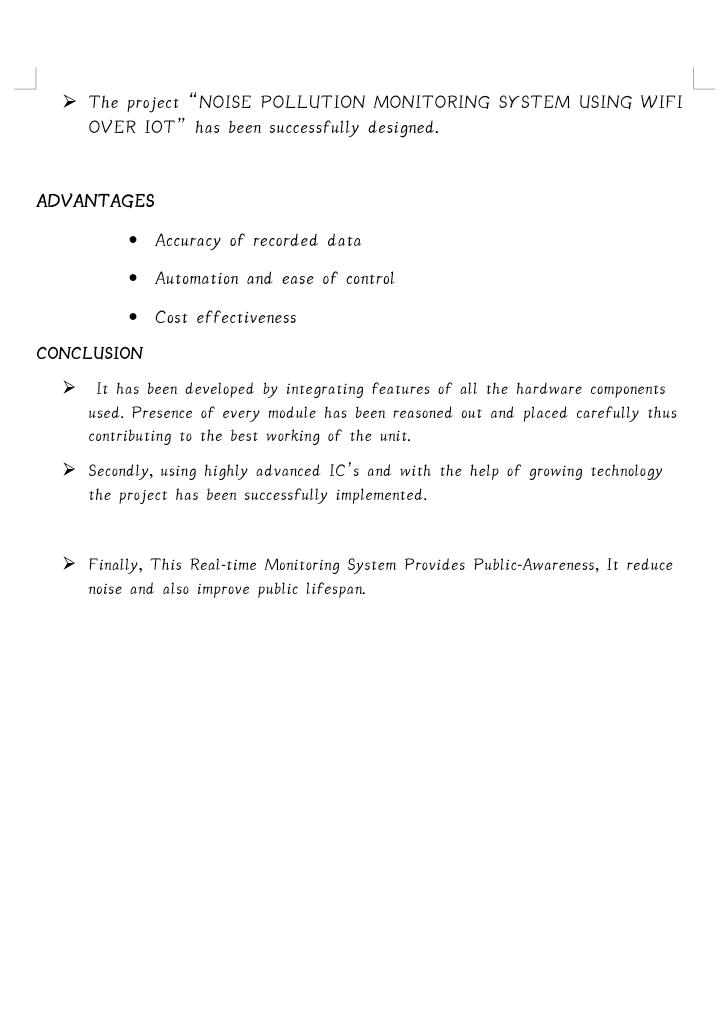 ➢ The project “NOISE POLLUTION MONITORING SYSTEM USING WIFI
OVER IOT” has been successfully designed.
ADVANTAGES
• Accuracy of recorded data
• Automation and ease of control
• Cost effectiveness
CONCLUSION
➢ It has been developed by integrating features of all the hardware components
used. Presence of every module has been reasoned out and placed carefully thus
contributing to the best working of the unit.
➢ Secondly, using highly advanced IC’s and with the help of growing technology
the project has been successfully implemented.
➢ Finally, This Real-time Monitoring System Provides Public-Awareness, It reduce
noise and also improve public lifespan.